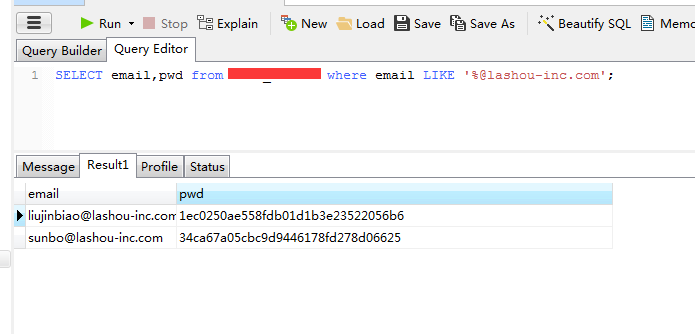 Run Stop Explain New Load Save Save As Beautify SQL Memo
Query Builder Query Editor
1 SELECT email,pwd from _ where email LIKE '%@lashou-inc.com';
Message Result1 Profile Status
email pwd
liujinbiao@lashou-inc.com 1ec0250ae558fdb01d1b3e23522056b6
sunbo@lashou-inc.com 34ca67a05cbc9d9446178fd278d06625